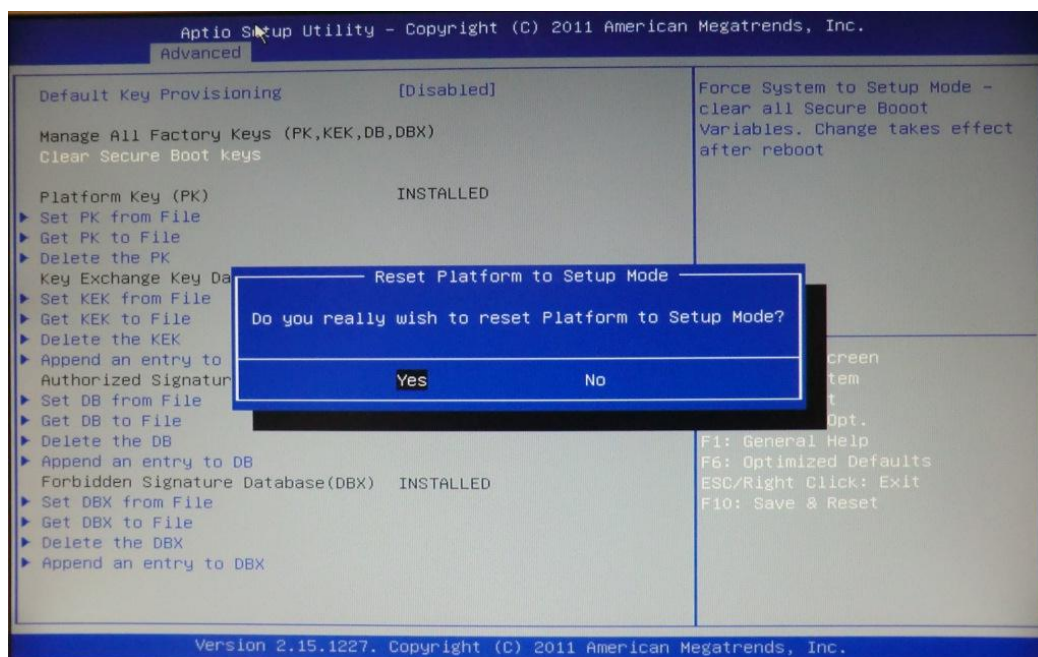 Aptio Setup Utility – Copyright (C) 2011 American Megatrends, Inc.
Advanced
Default Key Provisioning [Disabled]
Manage All Factory Keys (PK,KEK,DB,DBX)
Clear Secure Boot keys
Platform Key (PK) INSTALLED
▶ Set PK from File
▶ Get PK to File
▶ Delete the PK
Key Exchange Key Da
▶ Set KEK from File
▶ Get KEK to File
▶ Delete the KEK
▶ Append an entry to
Authorized Signatur
▶ Set DB from File
▶ Get DB to File
▶ Delete the DB
▶ Append an entry to DB
Forbidden Signature Database(DBX) INSTALLED
▶ Set DBX from File
▶ Get DBX to File
▶ Delete the DBX
▶ Append an entry to DBX
Reset Platform to Setup Mode
Do you really wish to reset Platform to Setup Mode?
Yes No
Force System to Setup Mode –
clear all Secure Booot
Variables. Change takes effect
after reboot
creen
tem
t
Opt.
F1: General Help
F6: Optimized Defaults
ESC/Right Click: Exit
F10: Save & Reset
Version 2.15.1227. Copyright (C) 2011 American Megatrends, Inc.